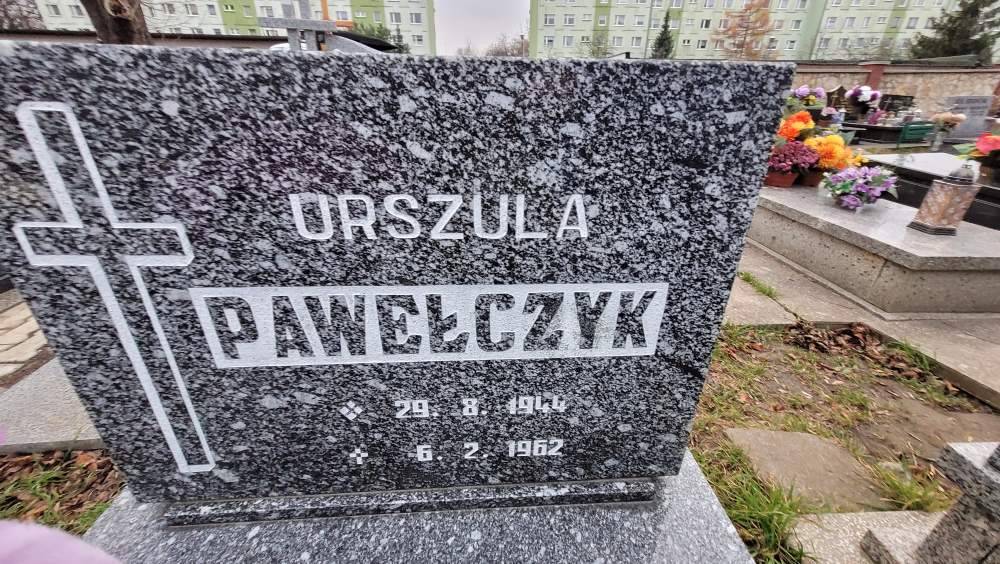 URSZULA
PAWEŁCZYK
29. 8. 1944
6. 2. 1962